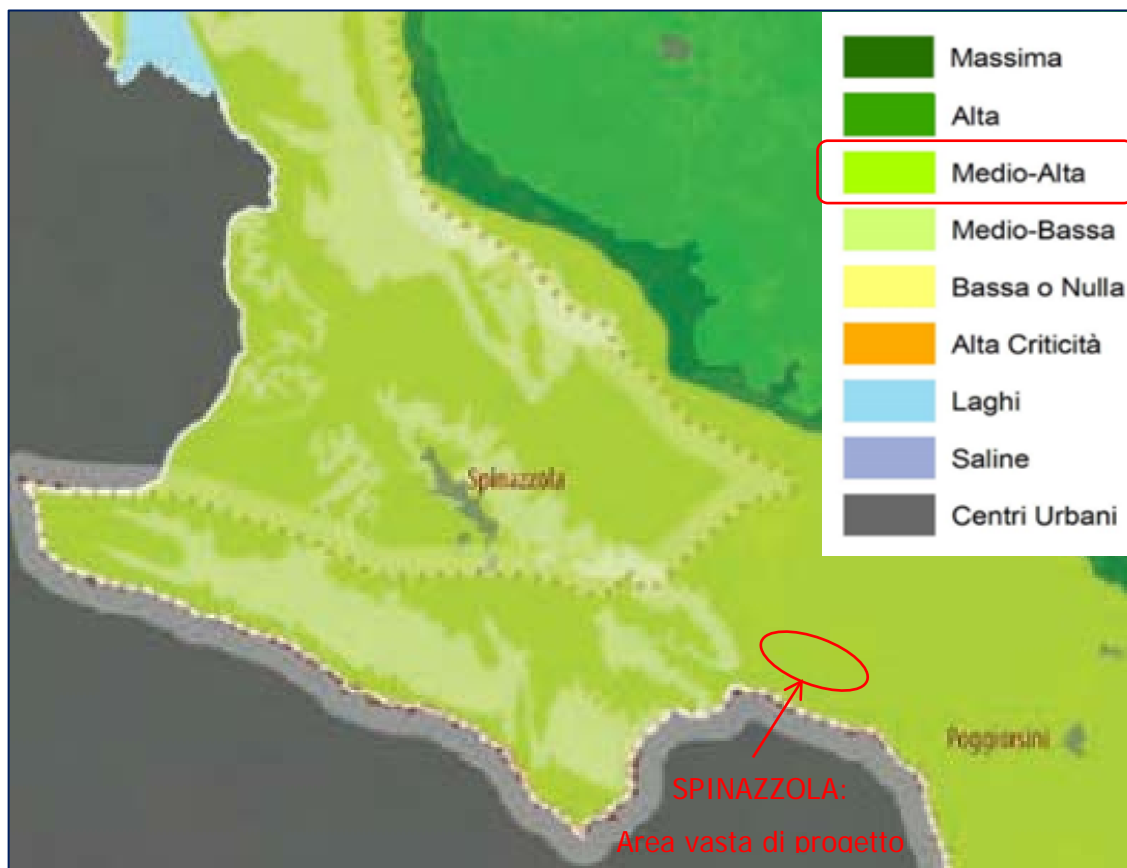 Massima
Alta
Medio-Alta
Medio-Bassa
Bassa o Nulla
Alta Criticità
Laghi
Saline
Centri Urbani
Spinazzola
Poggiorsini
SPINAZZOLA:
Area vasta di progetto